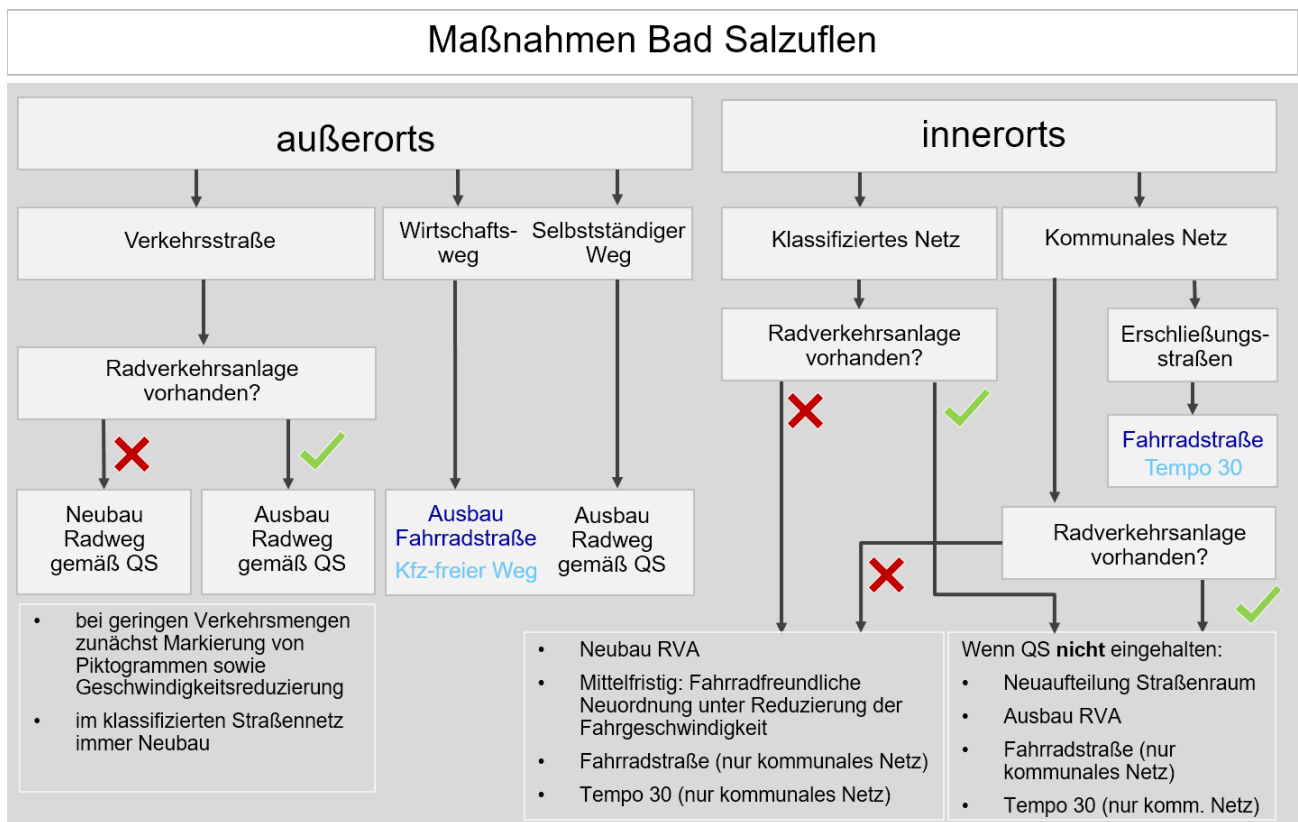 Maßnahmen Bad Salzuflen
außerorts
Verkehrsstraße
Wirtschafts-
weg
Selbstständiger
Weg
Radverkehrsanlage
vorhanden?
Neubau
Radweg
gemäß QS
Ausbau
Radweg
gemäß QS
Ausbau
Fahrradstraße
Kfz-freier Weg
Ausbau
Radweg
gemäß QS
• bei geringen Verkehrsmengen
zunächst Markierung von
Piktogrammen sowie
Geschwindigkeitsreduzierung
• im klassifizierten Straßennetz
immer Neubau
innerorts
Klassifiziertes Netz
Kommunales Netz
Radverkehrsanlage
vorhanden?
Erschließungs-
straßen
Fahrradstraße
Tempo 30
Radverkehrsanlage
vorhanden?
• Neubau RVA
• Mittelfristig: Fahrradfreundliche
Neuordnung unter Reduzierung der
Fahrgeschwindigkeit
• Fahrradstraße (nur kommunales Netz)
• Tempo 30 (nur kommunales Netz)
Wenn QS nicht eingehalten:
• Neuaufteilung Straßenraum
• Ausbau RVA
• Fahrradstraße (nur
kommunales Netz)
• Tempo 30 (nur komm. Netz)